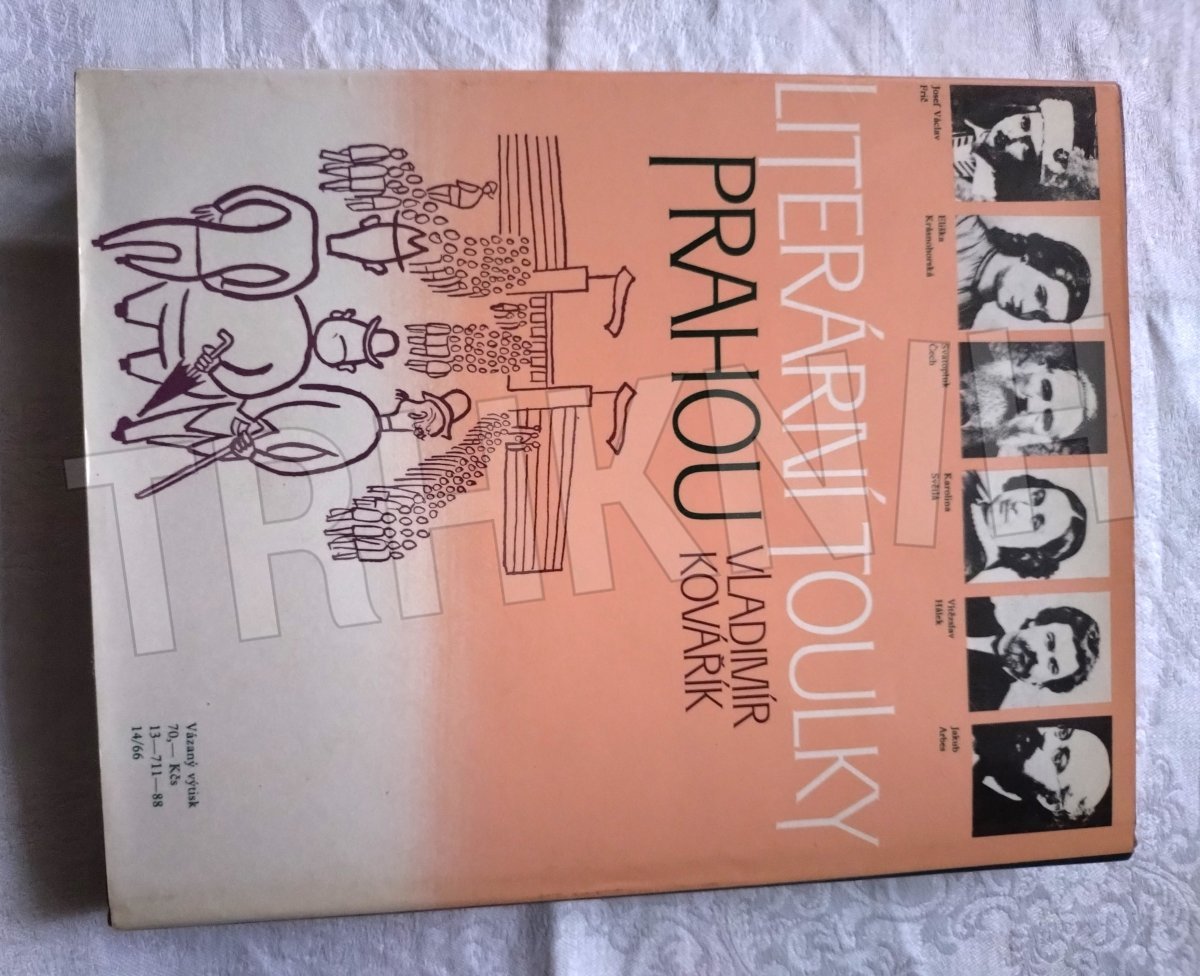 Josef Václav
Frič
Eliška
Krásnohorská
Svatopluk
Čech
Karolina
Světlá
Vítězslav
Hálek
Jakub
Arbes
LITERÁRNÍ TOULKY
PRAHOU
VLADIMÍR
KOVÁŘÍK
Vázaný výtisk
70,— Kčs
13—711—88
14/66